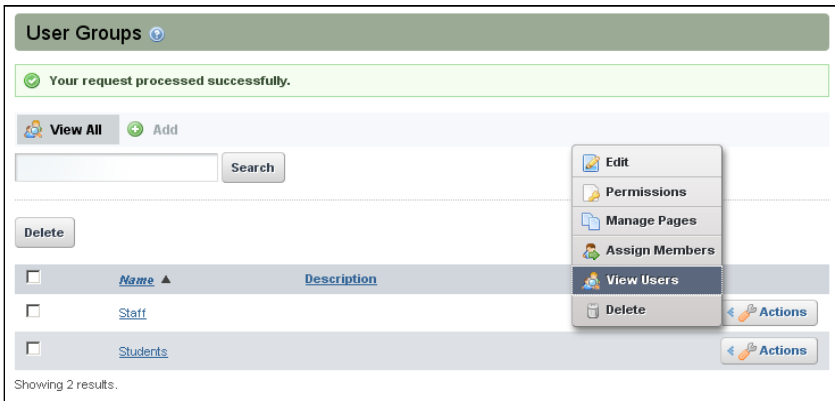 User Groups
Your request processed successfully.
View All Add
Search
Edit
Permissions
Manage Pages
Delete
Assign Members
Name ▲ Description
View Users
Staff
Delete
Actions
Students
Actions
Showing 2 results.